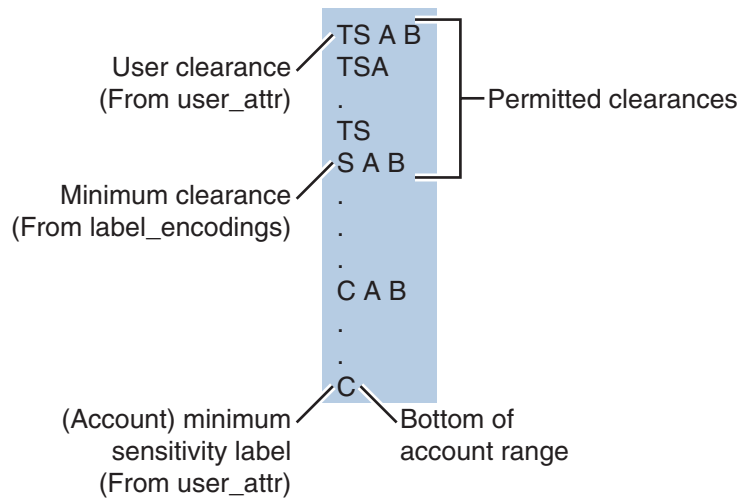 TS A B
User clearance
(From user_attr)
TSA
.
Permitted clearances
TS
S A B
Minimum clearance
(From label_encodings)
.
.
.
C A B
.
.
C
(Account) minimum
sensitivity label
(From user_attr)
Bottom of
account range